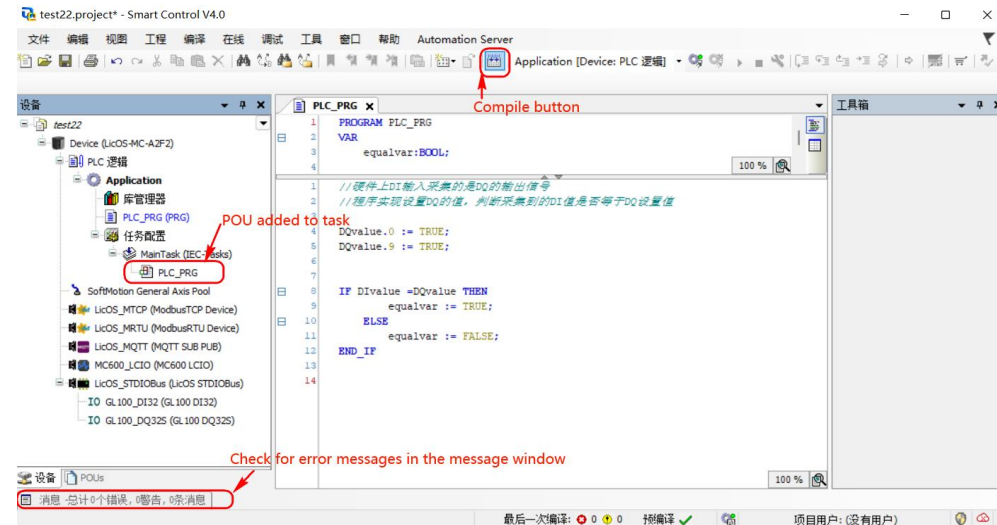 test22.project* - Smart Control V4.0
文件 编辑 视图 工程 编译 在线 调试 工具 窗口 帮助 Automation Server
Application [Device: PLC 逻辑]
Compile button
设备
test22
Device (LicOS-MC-A2F2)
PLC 逻辑
Application
库管理器
PLC_PRG (PRG)
POU added to task
任务配置
MainTask (IEC-Tasks)
PLC_PRG
SoftMotion General Axis Pool
LicOS_MTCP (ModbusTCP Device)
LicOS_MRTU (ModbusRTU Device)
LicOS_MQTT (MQTT SUB PUB)
MC600_LCIO (MC600 LCIO)
LicOS_STDIOBus (LicOS STDIOBus)
IO GL100_DI32 (GL100 DI32)
IO GL100_DQ32S (GL100 DQ32S)
PLC_PRG
1 PROGRAM PLC_PRG
2 VAR
3 equalvar:BOOL;
4
100 %
1 //硬件上DI输入采集的是DQ的输出信号
2 //程序实现设置DQ的值，判断采集到的DI值是否等于DQ设置值
4 DQvalue.0 := TRUE;
5 DQvalue.9 := TRUE;
6
7
8 IF DIvalue =DQvalue THEN
9 equalvar := TRUE;
10 ELSE
11 equalvar := FALSE;
12 END_IF
13
14
100 %
工具箱
Check for error messages in the message window
设备 POUs
消息 -总计0个错误, 0警告, 0条消息
最后一次编译: 0 0 预编译 项目用户: (没有用户)